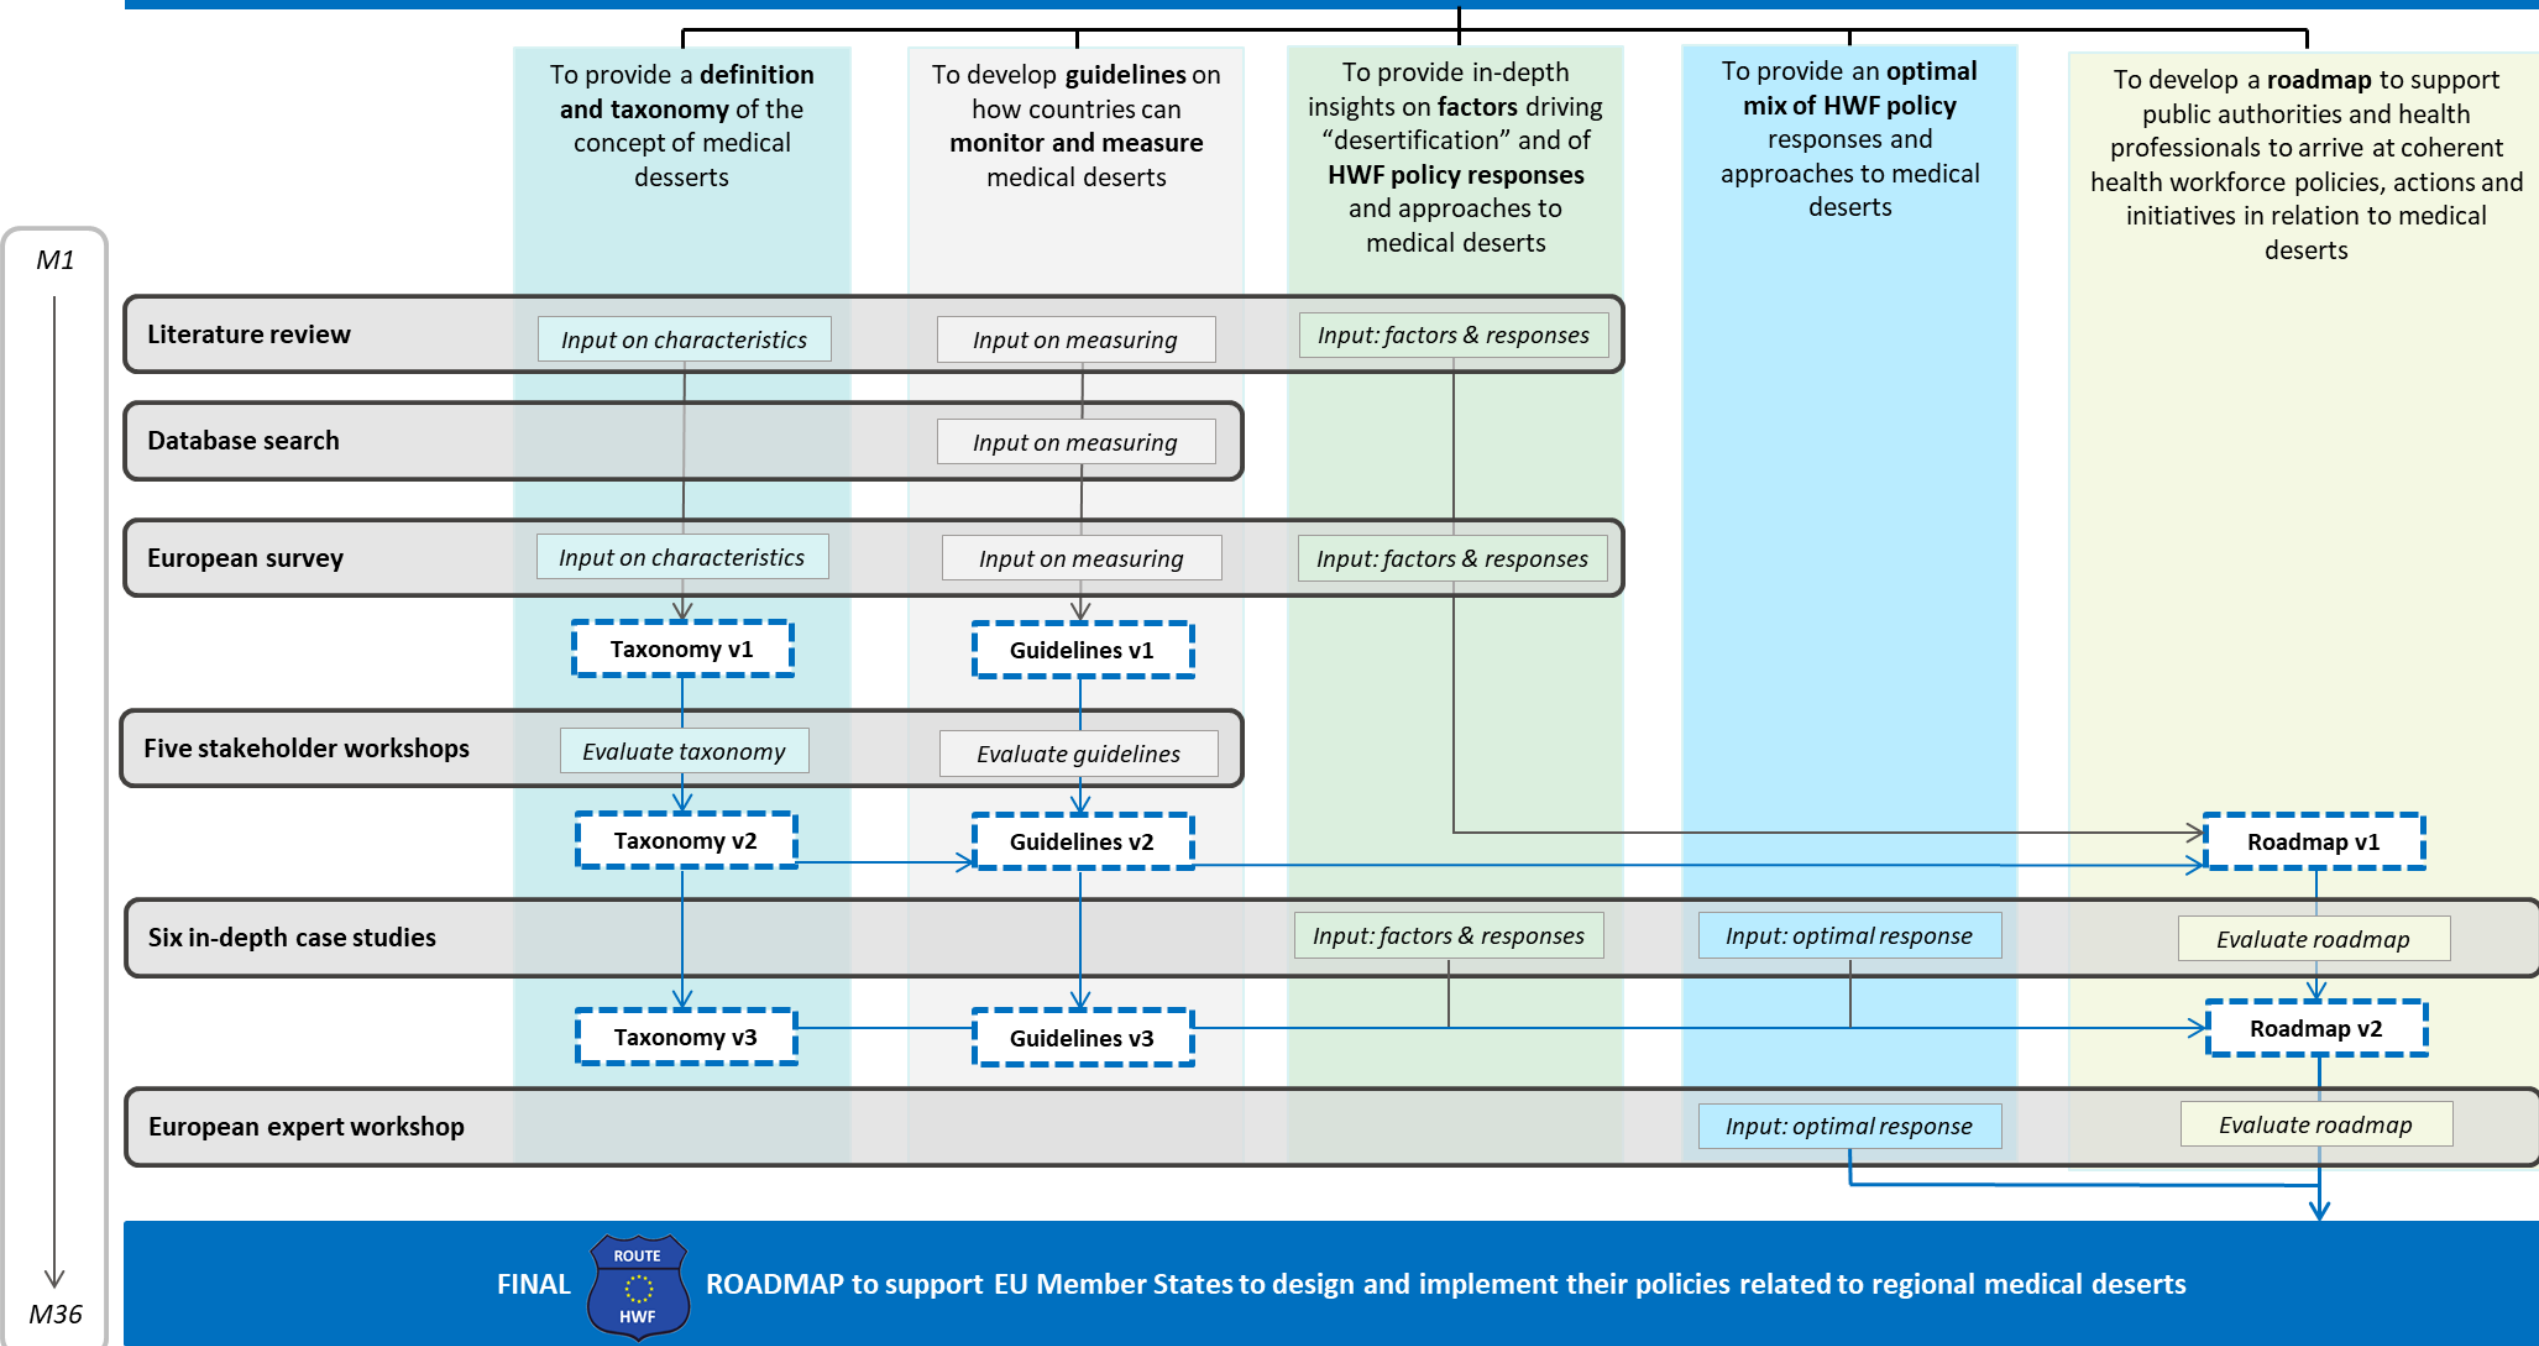 To provide a definition
and taxonomy of the
concept of medical
desserts
To develop guidelines on
how countries can
monitor and measure
medical deserts
To provide in-depth
insights on factors driving
“desertification” and of
HWF policy responses
and approaches to
medical deserts
To provide an optimal
mix of HWF policy
responses and
approaches to medical
deserts
To develop a roadmap to support
public authorities and health
professionals to arrive at coherent
health workforce policies, actions and
initiatives in relation to medical
deserts
M1
Literature review
Input on characteristics
Input on measuring
Input: factors & responses
Database search
Input on measuring
European survey
Input on characteristics
Input on measuring
Input: factors & responses
Taxonomy v1
Guidelines v1
Five stakeholder workshops
Evaluate taxonomy
Evaluate guidelines
Taxonomy v2
Guidelines v2
Roadmap v1
Six in-depth case studies
Input: factors & responses
Input: optimal response
Evaluate roadmap
Taxonomy v3
Guidelines v3
Roadmap v2
European expert workshop
Input: optimal response
Evaluate roadmap
M36
FINAL
ROUTE
HWF
ROADMAP to support EU Member States to design and implement their policies related to regional medical deserts